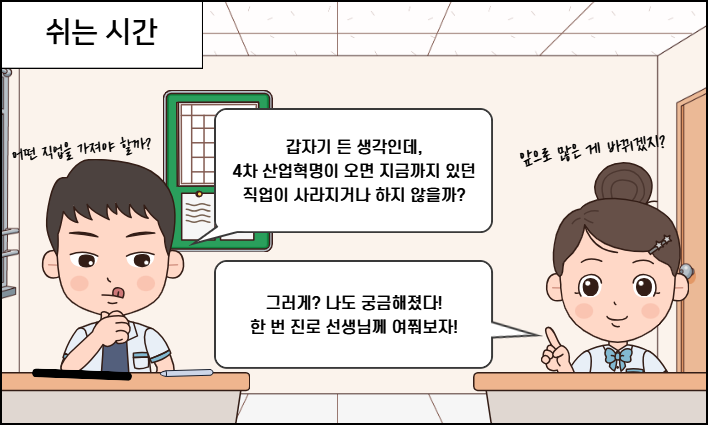 쉬는 시간
어떤 직업을 가져야 할까?
앞으로 많은 게 바뀌겠지?
갑자기 든 생각인데,
4차 산업혁명이 오면 지금까지 있던
직업이 사라지거나 하지 않을까?
그러게? 나도 궁금해졌다!
한 번 진로 선생님께 여쭤보자!